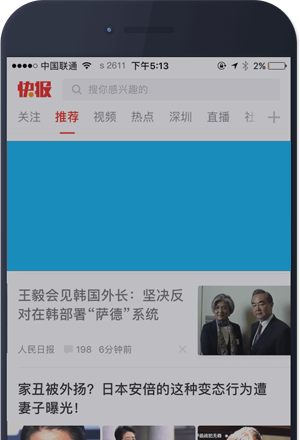 中国联通 s 2611 下午5:13 2%
快报 搜你感兴趣的
关注 推荐 视频 热点 深圳 直播 社
王毅会见韩国外长：坚决反
对在韩部署“萨德”系统
人民日报 198 6分钟前
家丑被外扬？日本安倍的这种变态行为遭
妻子曝光！